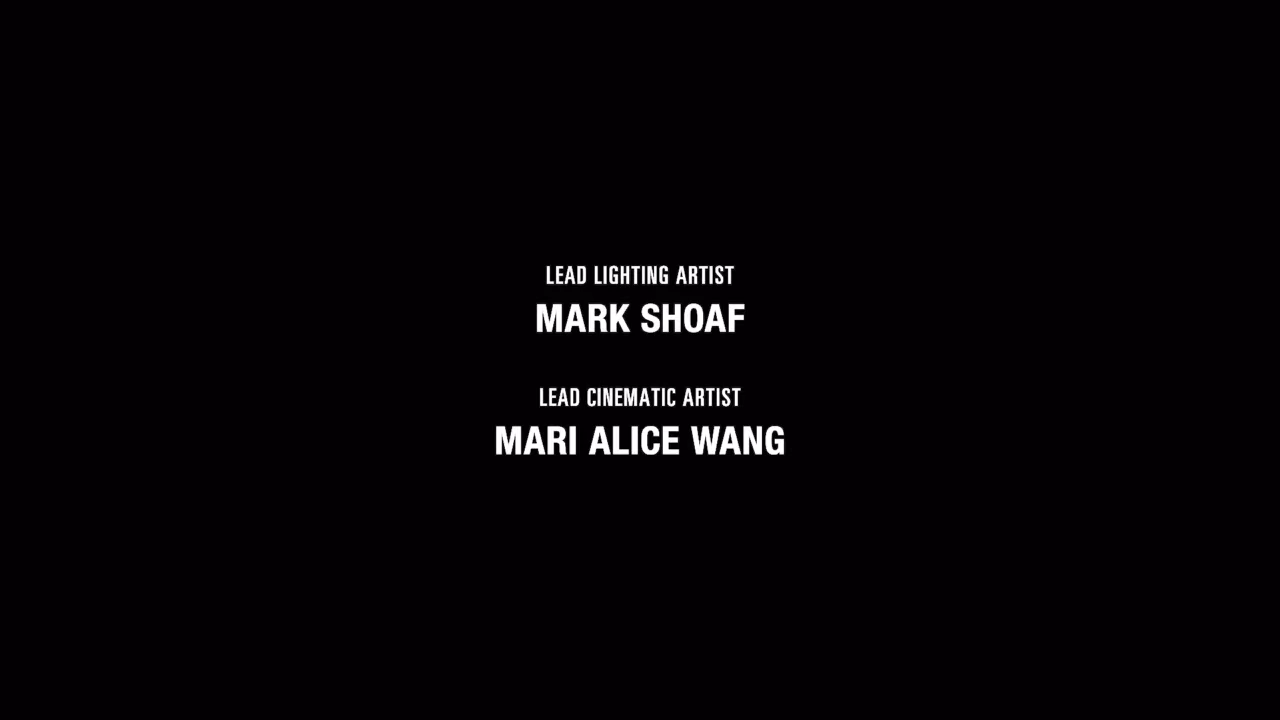 LEAD LIGHTING ARTIST
MARK SHOAF
LEAD CINEMATIC ARTIST
MARI ALICE WANG